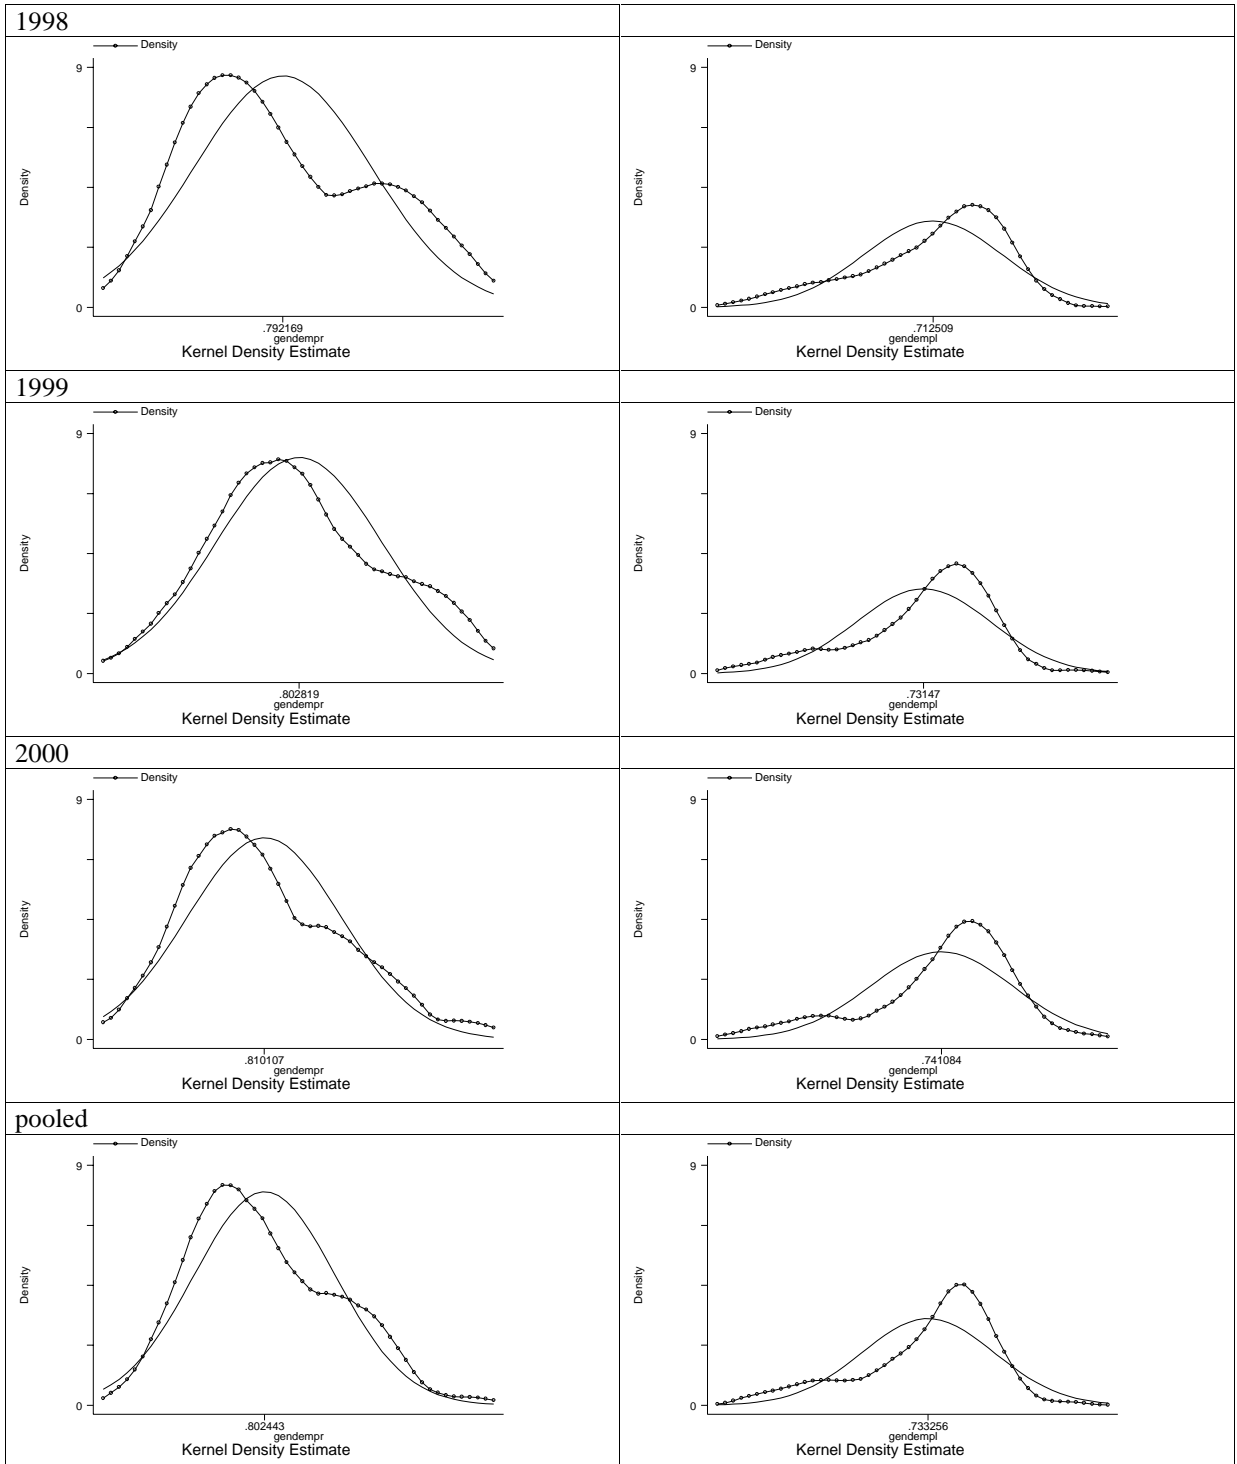 1998
Density
9
Density
0
.792169
gendempr
Kernel Density Estimate
Density
9
Density
0
.712509
gendempl
Kernel Density Estimate
1999
Density
9
Density
0
.802819
gendempr
Kernel Density Estimate
Density
9
Density
0
.73147
gendempl
Kernel Density Estimate
2000
Density
9
Density
0
.810107
gendempr
Kernel Density Estimate
Density
9
Density
0
.741084
gendempl
Kernel Density Estimate
pooled
Density
9
Density
0
.802443
gendempr
Kernel Density Estimate
Density
9
Density
0
.733256
gendempl
Kernel Density Estimate